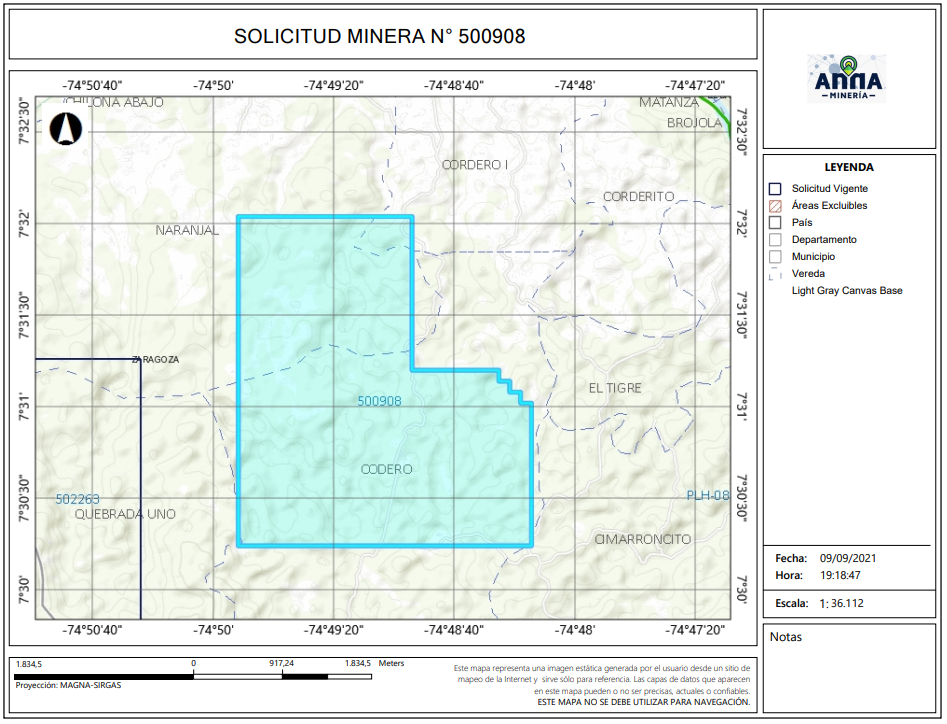 SOLICITUD MINERA N° 500908
ANNA
–MINERÍA–
-74°50'40" -74°50' -74°49'20" -74°48'40" -74°48' -74°47'20"
CHILONA ABAJO
MATANZA
BROJOLA
7°32'30" 7°32'30"
CORDERO I
CORDERITO
NARANJAL
7°32' 7°32'
7°31'30" 7°31'30"
ZARAGOZA
EL TIGRE
500908
7°31' 7°31'
CODERO
502263
PLH-08
7°30'30" 7°30'30"
QUEBRADA UNO
CIMARRONCITO
7°30' 7°30'
-74°50'40" -74°50' -74°49'20" -74°48'40" -74°48' -74°47'20"
LEYENDA
Solicitud Vigente
Áreas Excluibles
País
Departamento
Municipio
Vereda
Light Gray Canvas Base
Fecha: 09/09/2021
Hora: 19:18:47
Escala: 1: 36.112
Notas
1.834,5 0 917,24 1.834,5 Meters
Proyección: MAGNA-SIRGAS
Este mapa representa una imagen estática generada por el usuario desde un sitio de
mapeo de la Internet y sirve sólo para referencia. Las capas de datos que aparecen
en este mapa pueden o no ser precisas, actuales o confiables.
ESTE MAPA NO SE DEBE UTILIZAR PARA NAVEGACIÓN.